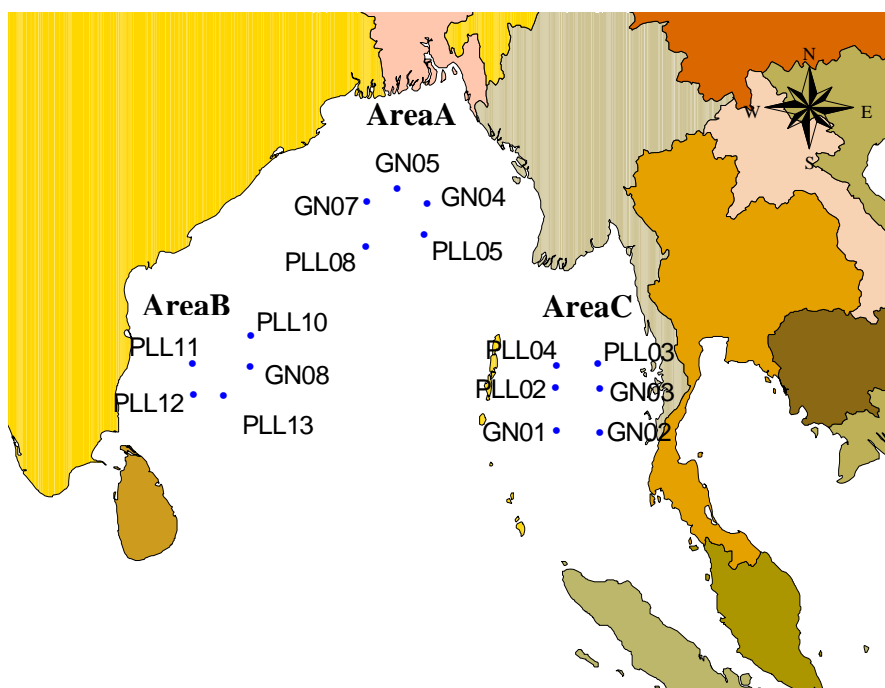 N
W
E
S
AreaA
GN05
GN07
GN04
PLL08
PLL05
AreaB
AreaC
PLL10
PLL11
PLL04
PLL03
GN08
PLL02
GN03
PLL12
PLL13
GN01
GN02